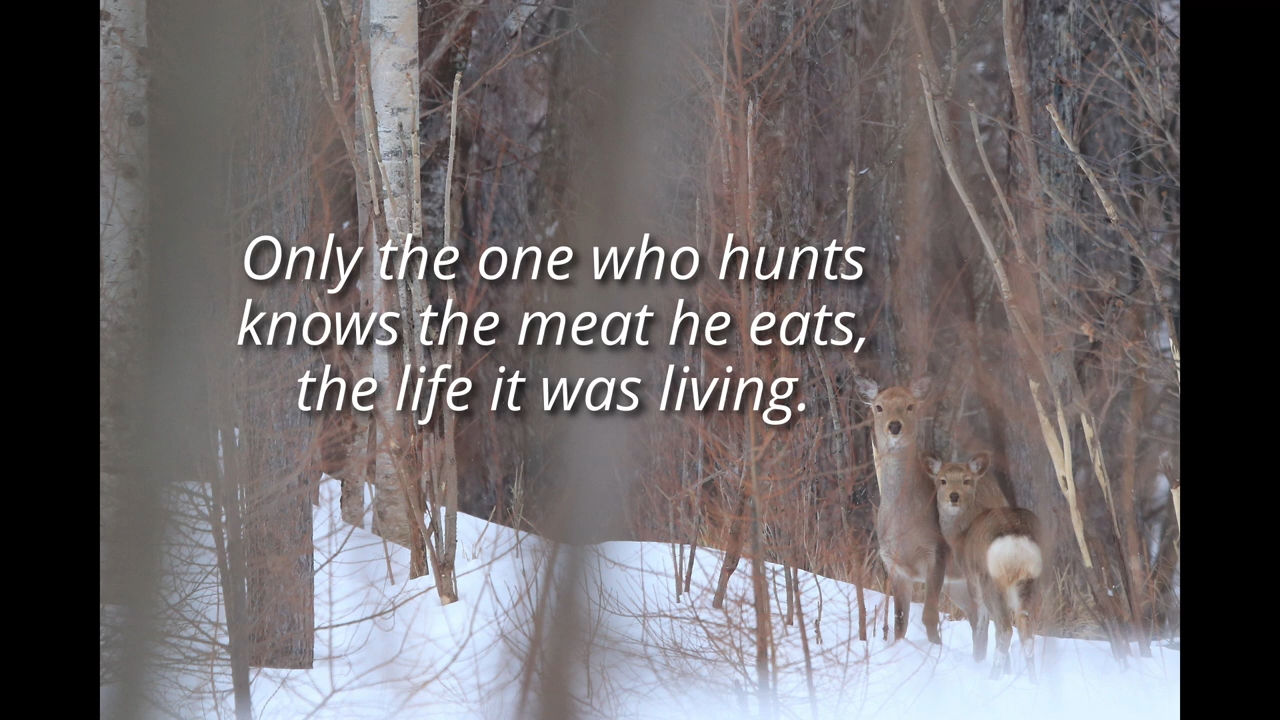 Only the one who hunts
knows the meat he eats,
the life it was living.